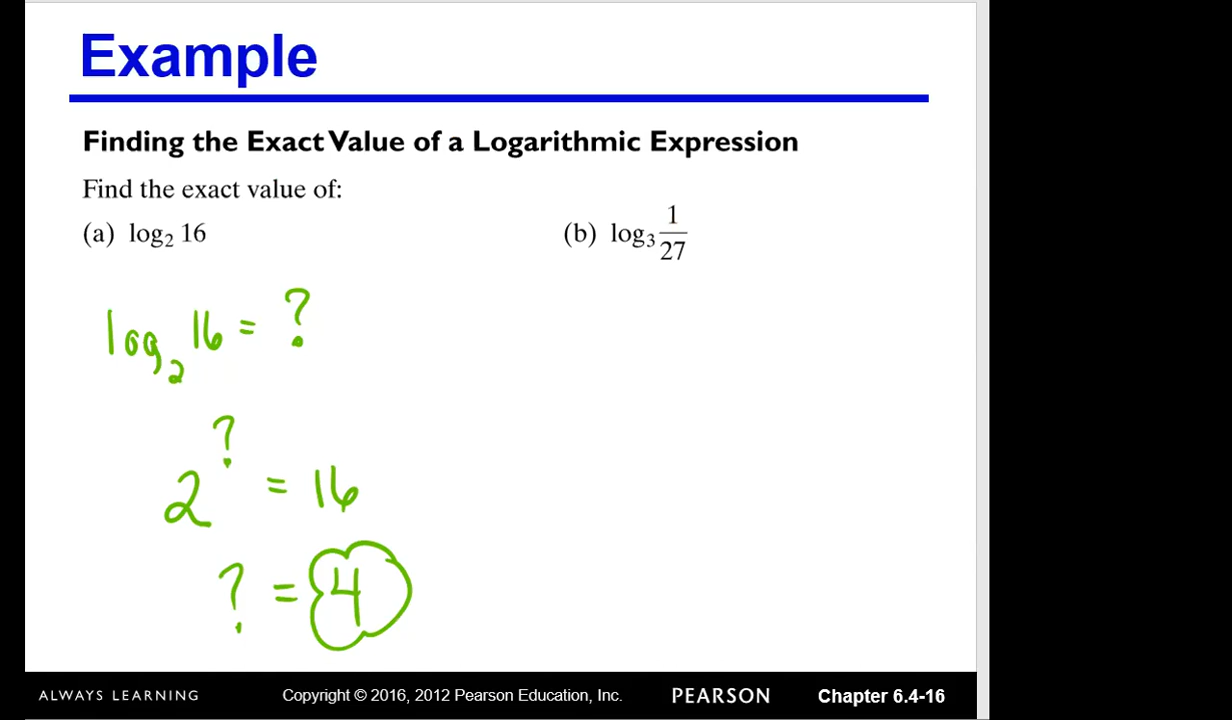 Example
Finding the Exact Value of a Logarithmic Expression
Find the exact value of:
(a) log₂ 16
(b) log₃ 1/27
log₂ 16 = ?
2^? = 16
? = 4
ALWAYS LEARNING
Copyright © 2016, 2012 Pearson Education, Inc.
PEARSON
Chapter 6.4-16